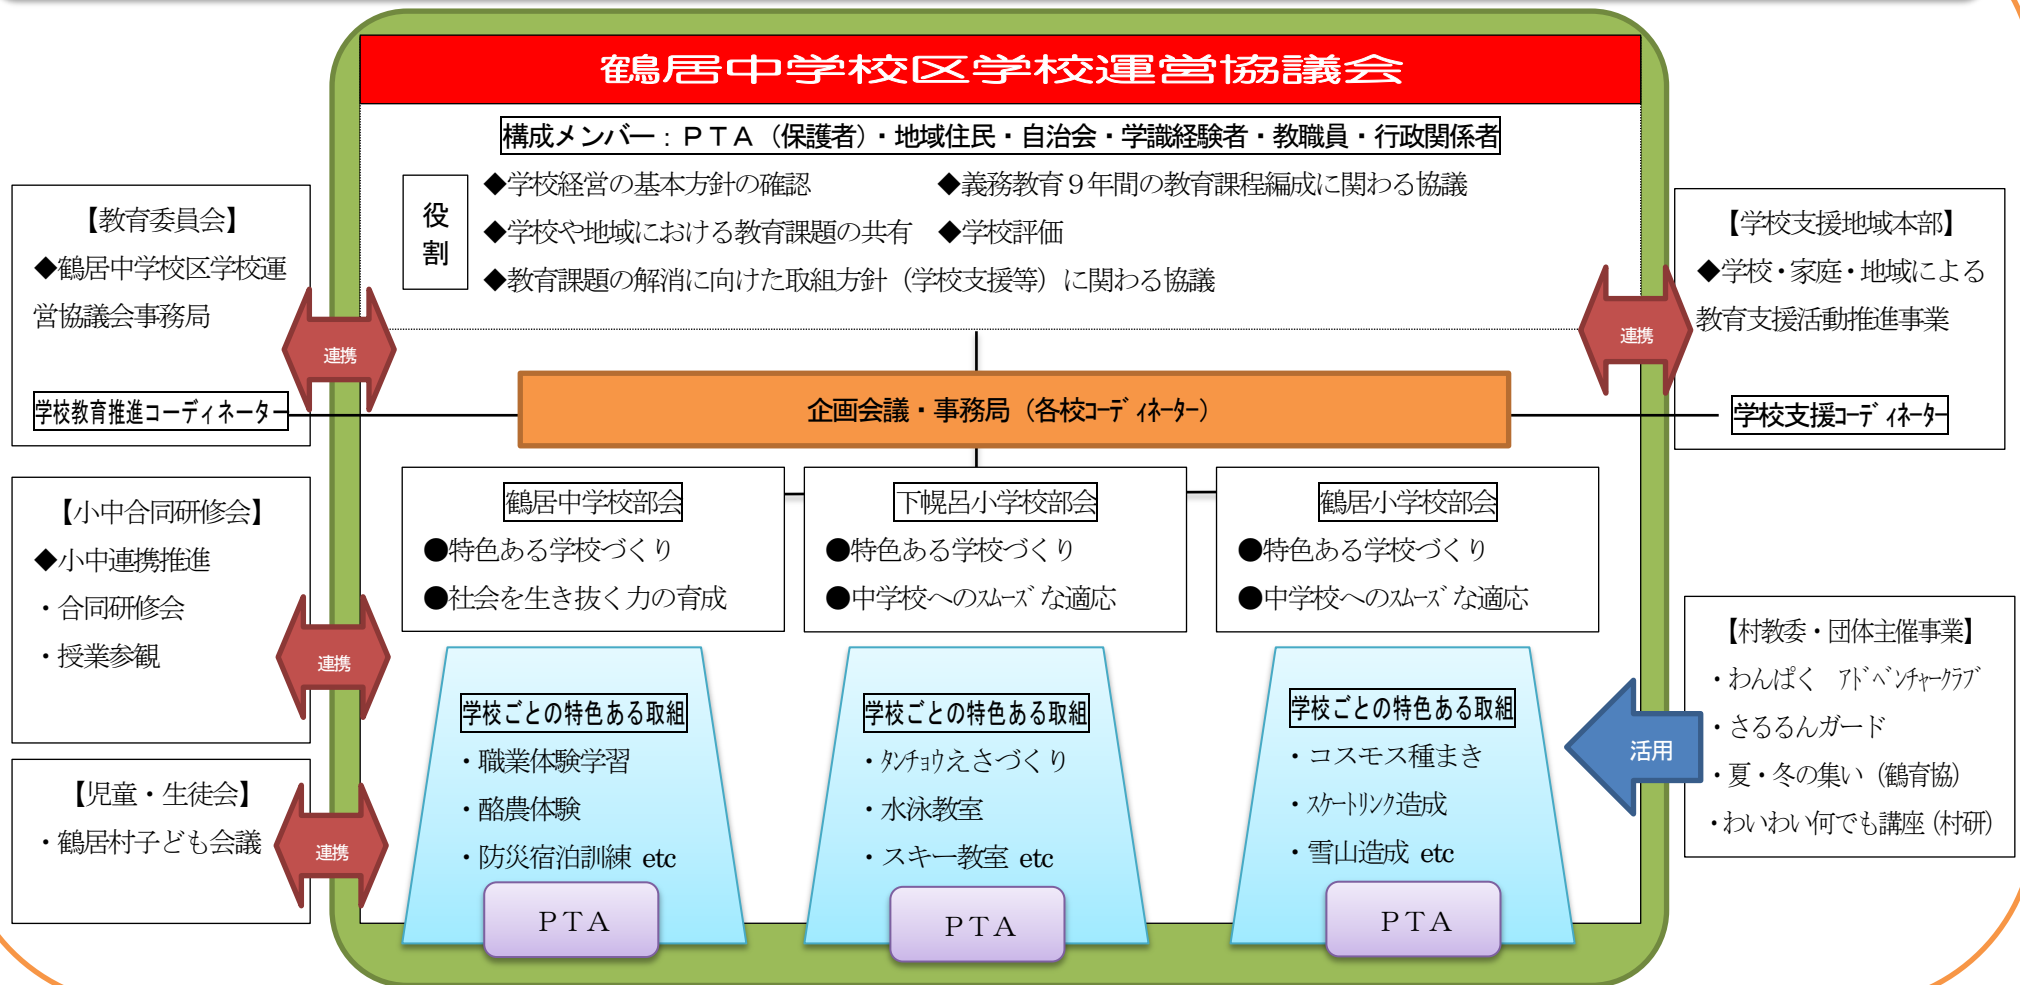 鶴居中学校区学校運営協議会
構成メンバー：ＰＴＡ（保護者）・地域住民・自治会・学識経験者・教職員・行政関係者
役割
◆学校経営の基本方針の確認
◆義務教育９年間の教育課程編成に関わる協議
◆学校や地域における教育課題の共有
◆学校評価
◆教育課題の解消に向けた取組方針（学校支援等）に関わる協議
【教育委員会】
◆鶴居中学校区学校運
営協議会事務局
学校教育推進コーディネーター
連携
【学校支援地域本部】
◆学校・家庭・地域による
教育支援活動推進事業
学校支援ｺｰﾃﾞｨﾈｰﾀｰ
連携
企画会議・事務局（各校ｺｰﾃﾞｨﾈｰﾀｰ）
【小中合同研修会】
◆小中連携推進
・合同研修会
・授業参観
連携
【児童・生徒会】
・鶴居村子ども会議
連携
鶴居中学校部会
●特色ある学校づくり
●社会を生き抜く力の育成
下幌呂小学校部会
●特色ある学校づくり
●中学校へのｽﾑｰｽﾞな適応
鶴居小学校部会
●特色ある学校づくり
●中学校へのｽﾑｰｽﾞな適応
学校ごとの特色ある取組
・職業体験学習
・酪農体験
・防災宿泊訓練 etc
ＰＴＡ
学校ごとの特色ある取組
・ﾀﾝﾁｮｳえさづくり
・水泳教室
・スキー教室 etc
ＰＴＡ
学校ごとの特色ある取組
・コスモス種まき
・ｽｹｰﾄﾘﾝｸ造成
・雪山造成 etc
ＰＴＡ
【村教委・団体主催事業】
・わんぱく　ｱﾄﾞﾍﾞﾝﾁｬｰｸﾗﾌﾞ
・さるるんガード
・夏・冬の集い（鶴育協）
・わいわい何でも講座（村研）
活用